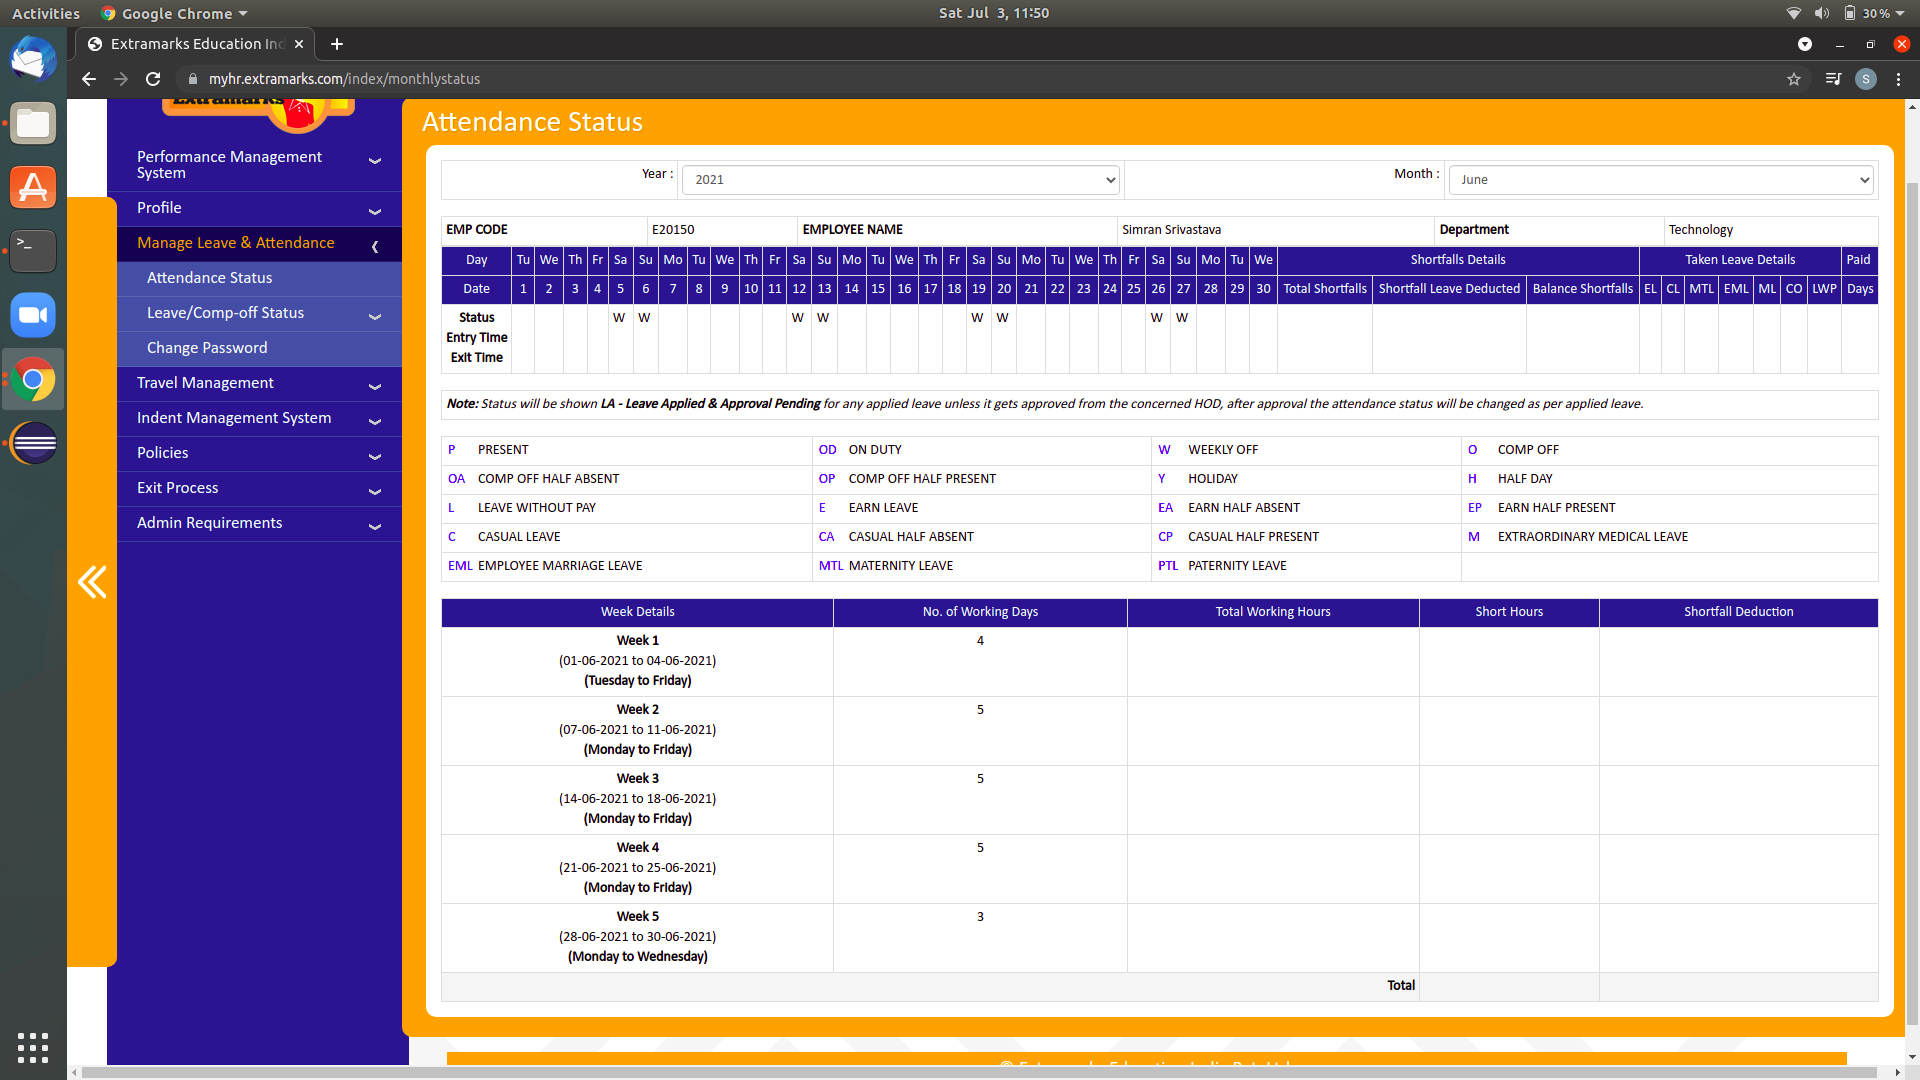 Activities Google Chrome Sat Jul 3, 11:50 30%
Extramarks Education Ind
myhr.extramarks.com/index/monthlystatus S
Extramarks
Performance Management System
Profile
Manage Leave & Attendance
Attendance Status
Leave/Comp-off Status
Change Password
Travel Management
Indent Management System
Policies
Exit Process
Admin Requirements
Attendance Status
Year : 2021 Month : June
EMP CODE E20150 EMPLOYEE NAME Simran Srivastava Department Technology
Day Tu We Th Fr Sa Su Mo Tu We Th Fr Sa Su Mo Tu We Th Fr Sa Su Mo Tu We Th Fr Sa Su Mo Tu We Shortfalls Details Taken Leave Details Paid
Date 1 2 3 4 5 6 7 8 9 10 11 12 13 14 15 16 17 18 19 20 21 22 23 24 25 26 27 28 29 30 Total Shortfalls Shortfall Leave Deducted Balance Shortfalls EL CL MTL EML ML CO LWP Days
Status W W W W W W W W
Entry Time
Exit Time
Note: Status will be shown LA - Leave Applied & Approval Pending for any applied leave unless it gets approved from the concerned HOD, after approval the attendance status will be changed as per applied leave.
P PRESENT OD ON DUTY W WEEKLY OFF O COMP OFF
OA COMP OFF HALF ABSENT OP COMP OFF HALF PRESENT Y HOLIDAY H HALF DAY
L LEAVE WITHOUT PAY E EARN LEAVE EA EARN HALF ABSENT EP EARN HALF PRESENT
C CASUAL LEAVE CA CASUAL HALF ABSENT CP CASUAL HALF PRESENT M EXTRAORDINARY MEDICAL LEAVE
EML EMPLOYEE MARRIAGE LEAVE MTL MATERNITY LEAVE PTL PATERNITY LEAVE
Week Details No. of Working Days Total Working Hours Short Hours Shortfall Deduction
Week 1 4
(01-06-2021 to 04-06-2021)
(Tuesday to Friday)
Week 2 5
(07-06-2021 to 11-06-2021)
(Monday to Friday)
Week 3 5
(14-06-2021 to 18-06-2021)
(Monday to Friday)
Week 4 5
(21-06-2021 to 25-06-2021)
(Monday to Friday)
Week 5 3
(28-06-2021 to 30-06-2021)
(Monday to Wednesday)
Total